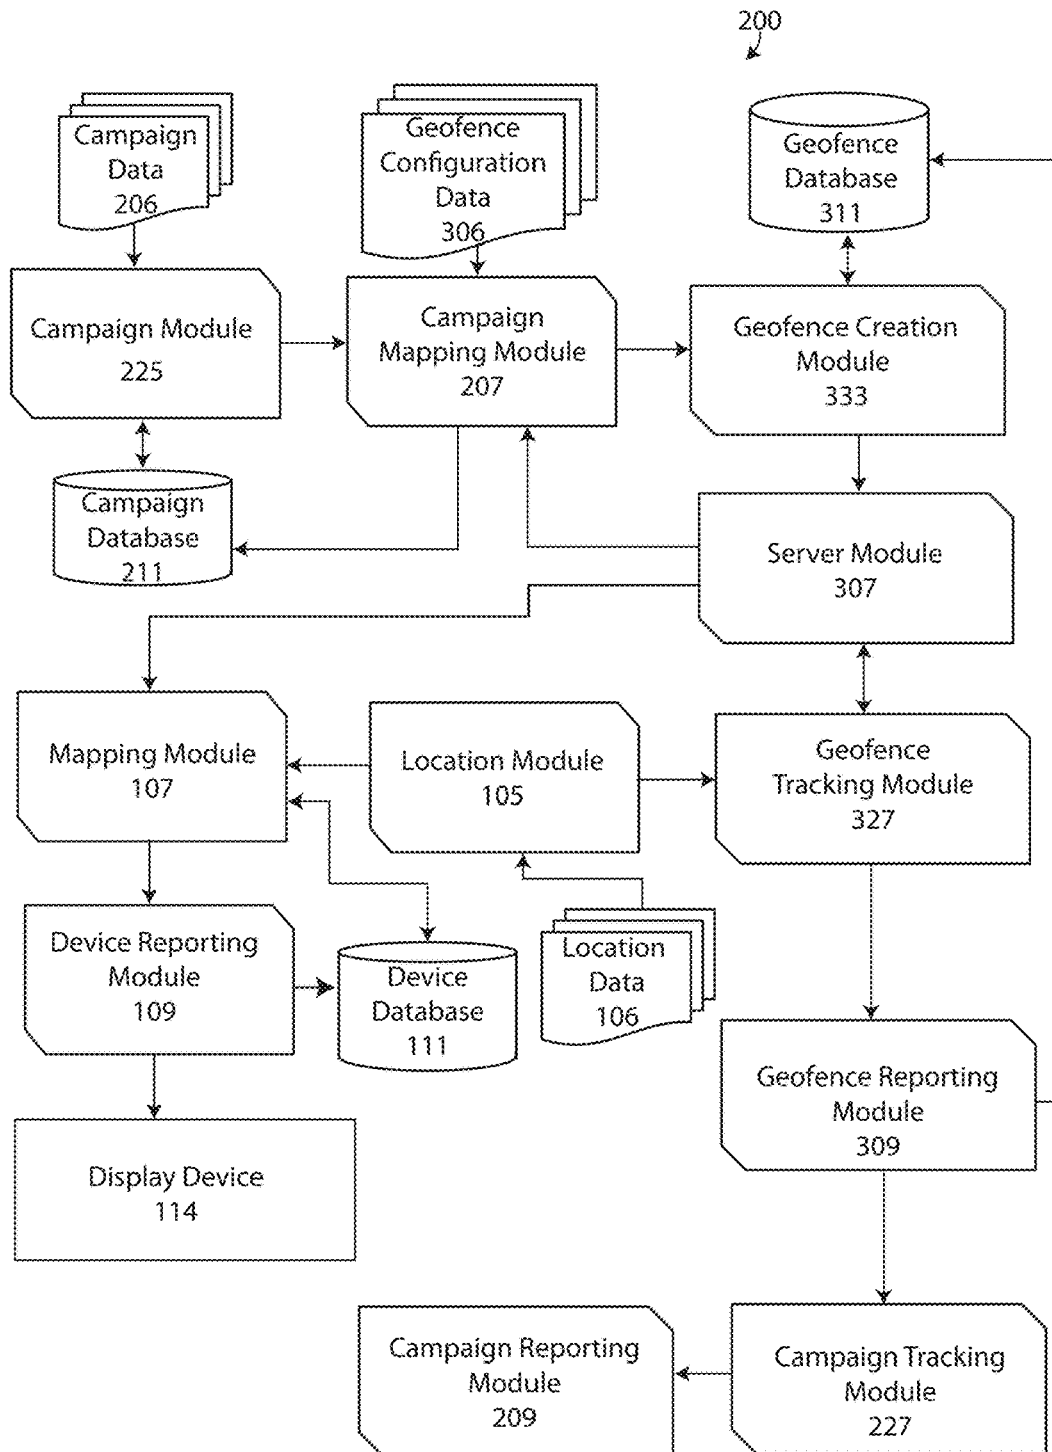 200
Campaign
Data
206
Geofence
Configuration
Data
306
Geofence
Database
311
Campaign Module
225
Campaign
Mapping Module
207
Geofence Creation
Module
333
Campaign
Database
211
Server Module
307
Mapping Module
107
Location Module
105
Geofence
Tracking Module
327
Device Reporting
Module
109
Device
Database
111
Location
Data
106
Geofence Reporting
Module
309
Display Device
114
Campaign Reporting
Module
209
Campaign Tracking
Module
227